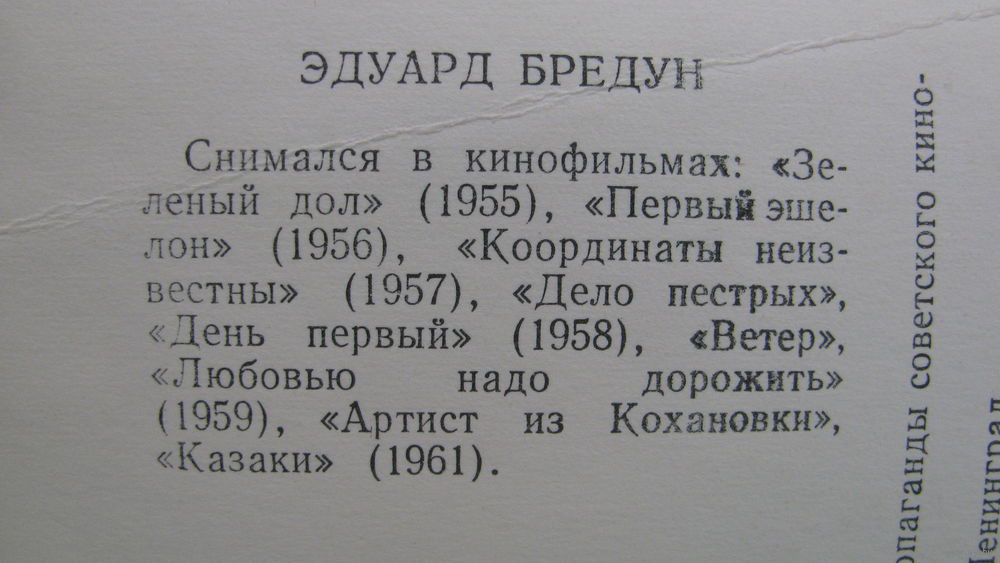 ЭДУАРД БРЕДУН
Снимался в кинофильмах: «Зе-
леный дол» (1955), «Первый эше-
лон» (1956), «Координаты неиз-
вестны» (1957), «Дело пестрых»,
«День первый» (1958), «Ветер»,
«Любовью надо дорожить»
(1959), «Артист из Кохановки»,
«Казаки» (1961).
опаганды советского кино-
Ленинград